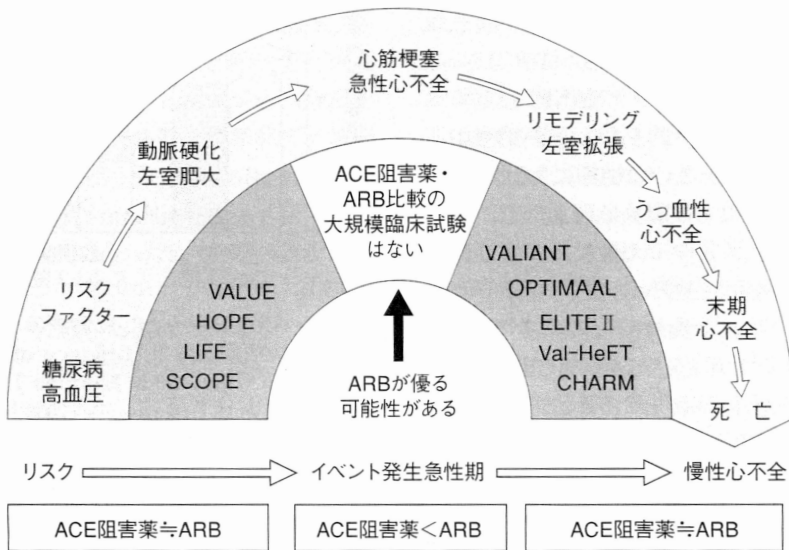 心筋梗塞
急性心不全
動脈硬化
左室肥大
リモデリング
左室拡張
うっ血性
心不全
リスク
ファクター
末期
心不全
糖尿病
高血圧
死 亡
ACE阻害薬・
ARB比較の
大規模臨床試験
はない
VALUE
HOPE
LIFE
SCOPE
VALIANT
OPTIMAAL
ELITE Ⅱ
Val-HeFT
CHARM
ARBが優る
可能性がある
リスク
イベント発生急性期
慢性心不全
ACE阻害薬≒ARB
ACE阻害薬<ARB
ACE阻害薬≒ARB